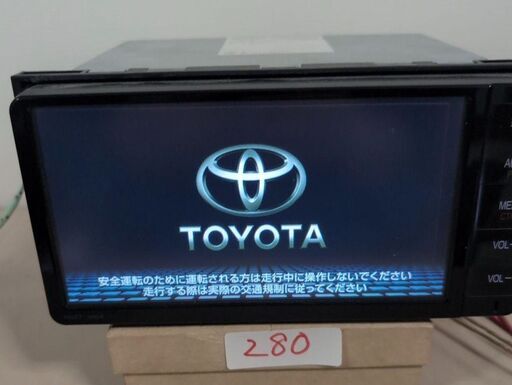 TOYOTA
安全運転のために運転される方は走行中に操作しないでください
走行する際は実際の交通規制に従ってください
VOL
VOL
280